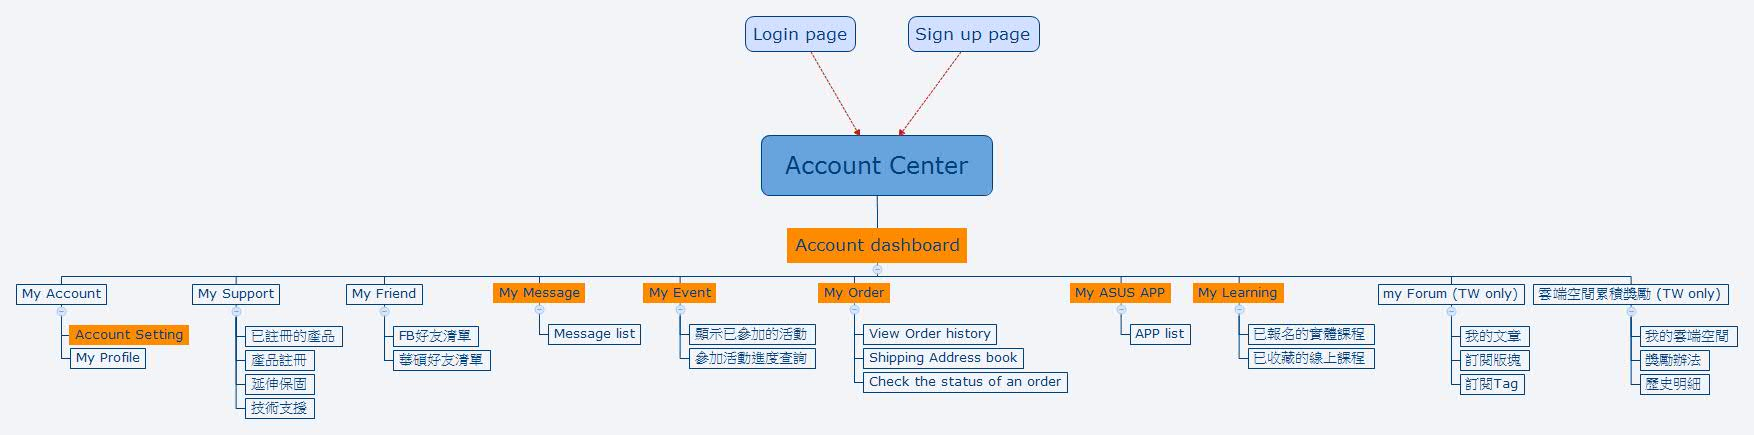 Login page
Sign up page
Account Center
Account dashboard
My Account
My Support
My Friend
My Message
My Event
My Order
My ASUS APP
My Learning
my Forum (TW only)
雲端空間累積獎勵 (TW only)
Account Setting
My Profile
已註冊的產品
產品註冊
延伸保固
技術支援
FB好友清單
華碩好友清單
Message list
顯示已參加的活動
參加活動進度查詢
View Order history
Shipping Address book
Check the status of an order
APP list
已報名的實體課程
已收藏的線上課程
我的文章
訂閱版塊
訂閱Tag
我的雲端空間
獎勵辦法
歷史明細